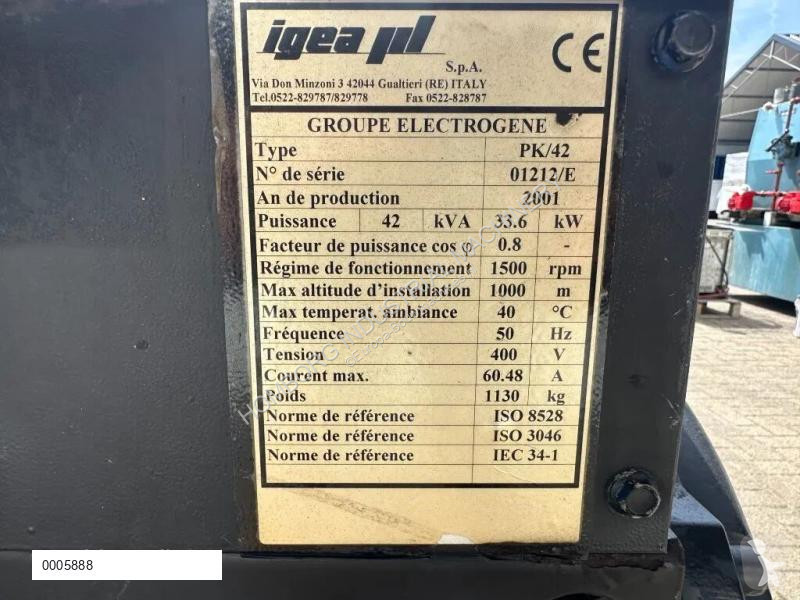 igea pl
S.p.A.
Via Don Minzoni 3 42044 Gualtieri (RE) ITALY
Tel.0522-829787/829778 Fax 0522-828787
CE
GROUPE ELECTROGENE
Type PK/42
N° de série 01212/E
An de production 2001
Puissance 42 kVA 33.6 kW
Facteur de puissance cos φ 0.8 -
Régime de fonctionnement 1500 rpm
Max altitude d'installation 1000 m
Max temperat. ambiance 40 °C
Fréquence 50 Hz
Tension 400 V
Courent max. 60.48 A
Poids 1130 kg
Norme de référence ISO 8528
Norme de référence ISO 3046
Norme de référence IEC 34-1
0005888